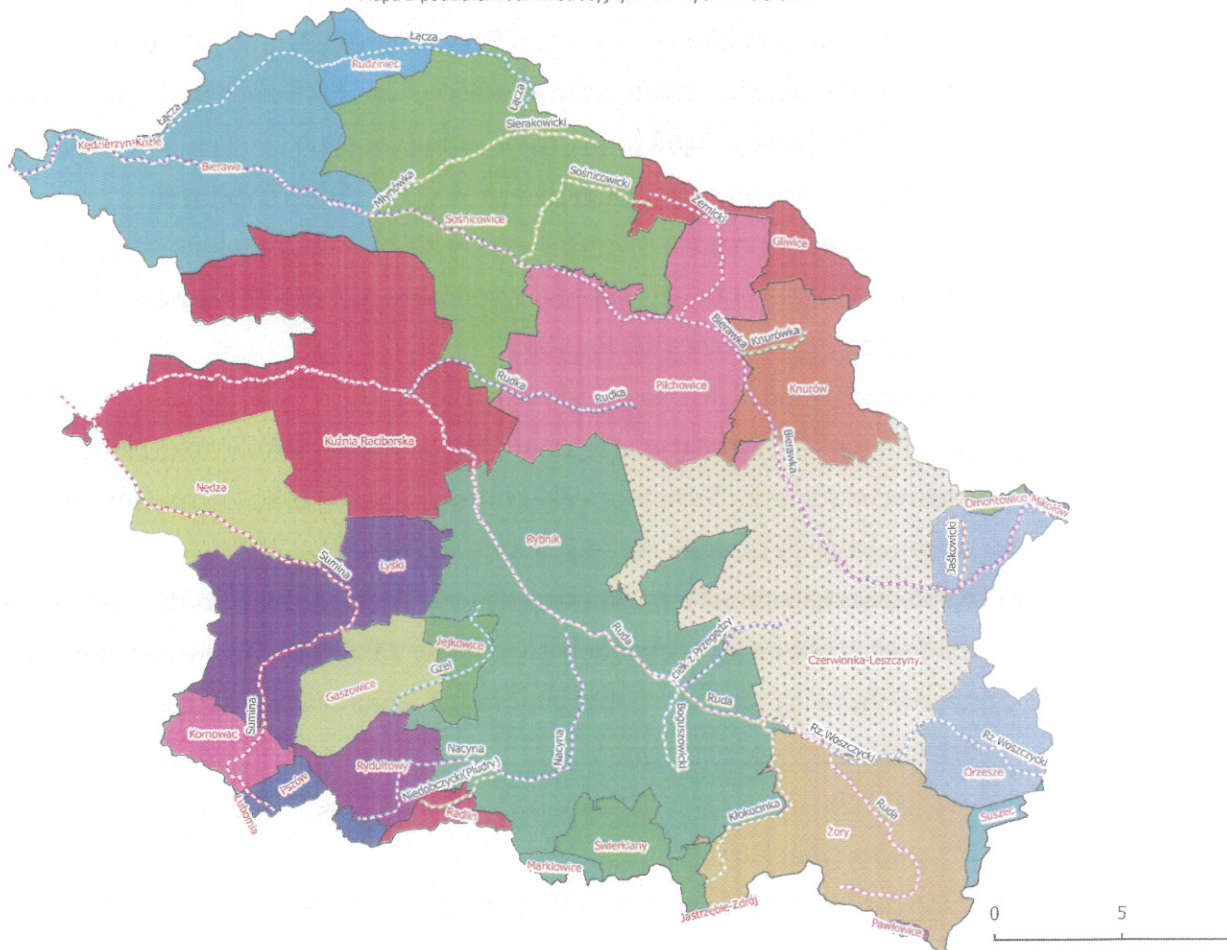 Łącza
Rudziniec
Łącza
Łącza
Sierakowicki
Kędzierzyn-Koźle
Bierawa
Sośnicowicki
Młynówka
Żernicki
Sośnicowice
Gliwice
Bierawka
Knurówka
Rudka
Rudka
Pilchowice
Knurów
Kuźnia Raciborska
Bierawka
Nędza
Ornontowice
Mikołów
Rybnik
Jaśkowicki
Sumina
Łyski
Jejkowice
Ruda
Ciek z Przegędzy
Czerwionka-Leszczyny
Gzel
Gaszowice
Ruda
Sumina
Kornowac
Boguszowicki
Rz. Woszczycki
Rz. Woszczycki
Nacyna
Nacyna
Rydułtowy
Orzesze
Pszów
Niedobczycki(Pludry)
Lubomia
Radlin
Kłokocinka
Ruda
Suszec
Żory
Świerklany
Marklowice
Jastrzębie-Zdrój
Pawłowice
0 5